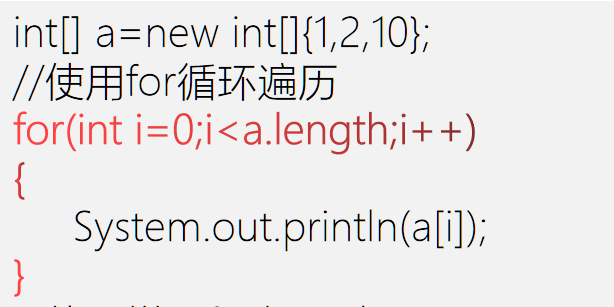 int[] a=new int[]{1,2,10};
//使用for循环遍历
for(int i=0;i<a.length;i++)
{
System.out.println(a[i]);
}